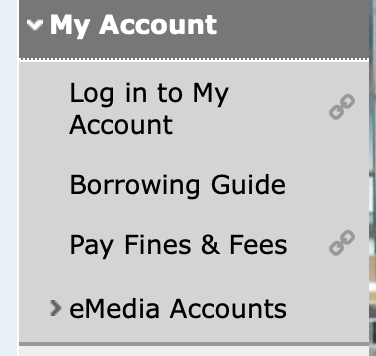 My Account
Log in to My
Account
Borrowing Guide
Pay Fines & Fees
eMedia Accounts